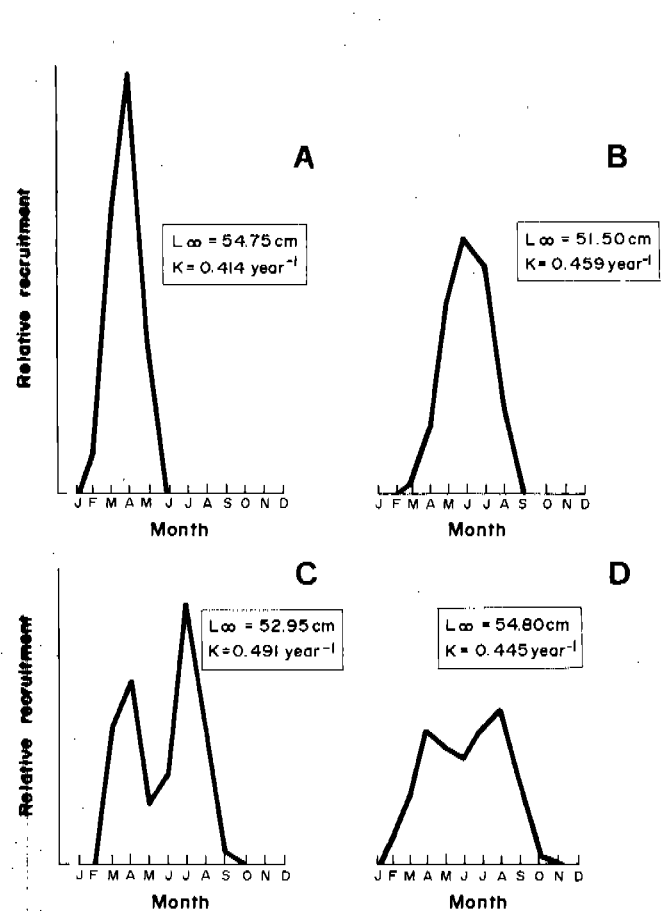 A
L∞ = 54.75 cm
K = 0.414 year⁻¹
Relative recruitment
J F M A M J J A S O N D
Month
B
L∞ = 51.50 cm
K = 0.459 year⁻¹
J F M A M J J A S O N D
Month
C
L∞ = 52.95 cm
K = 0.491 year⁻¹
Relative recruitment
J F M A M J J A S O N D
Month
D
L∞ = 54.80 cm
K = 0.445 year⁻¹
J F M A M J J A S O N D
Month